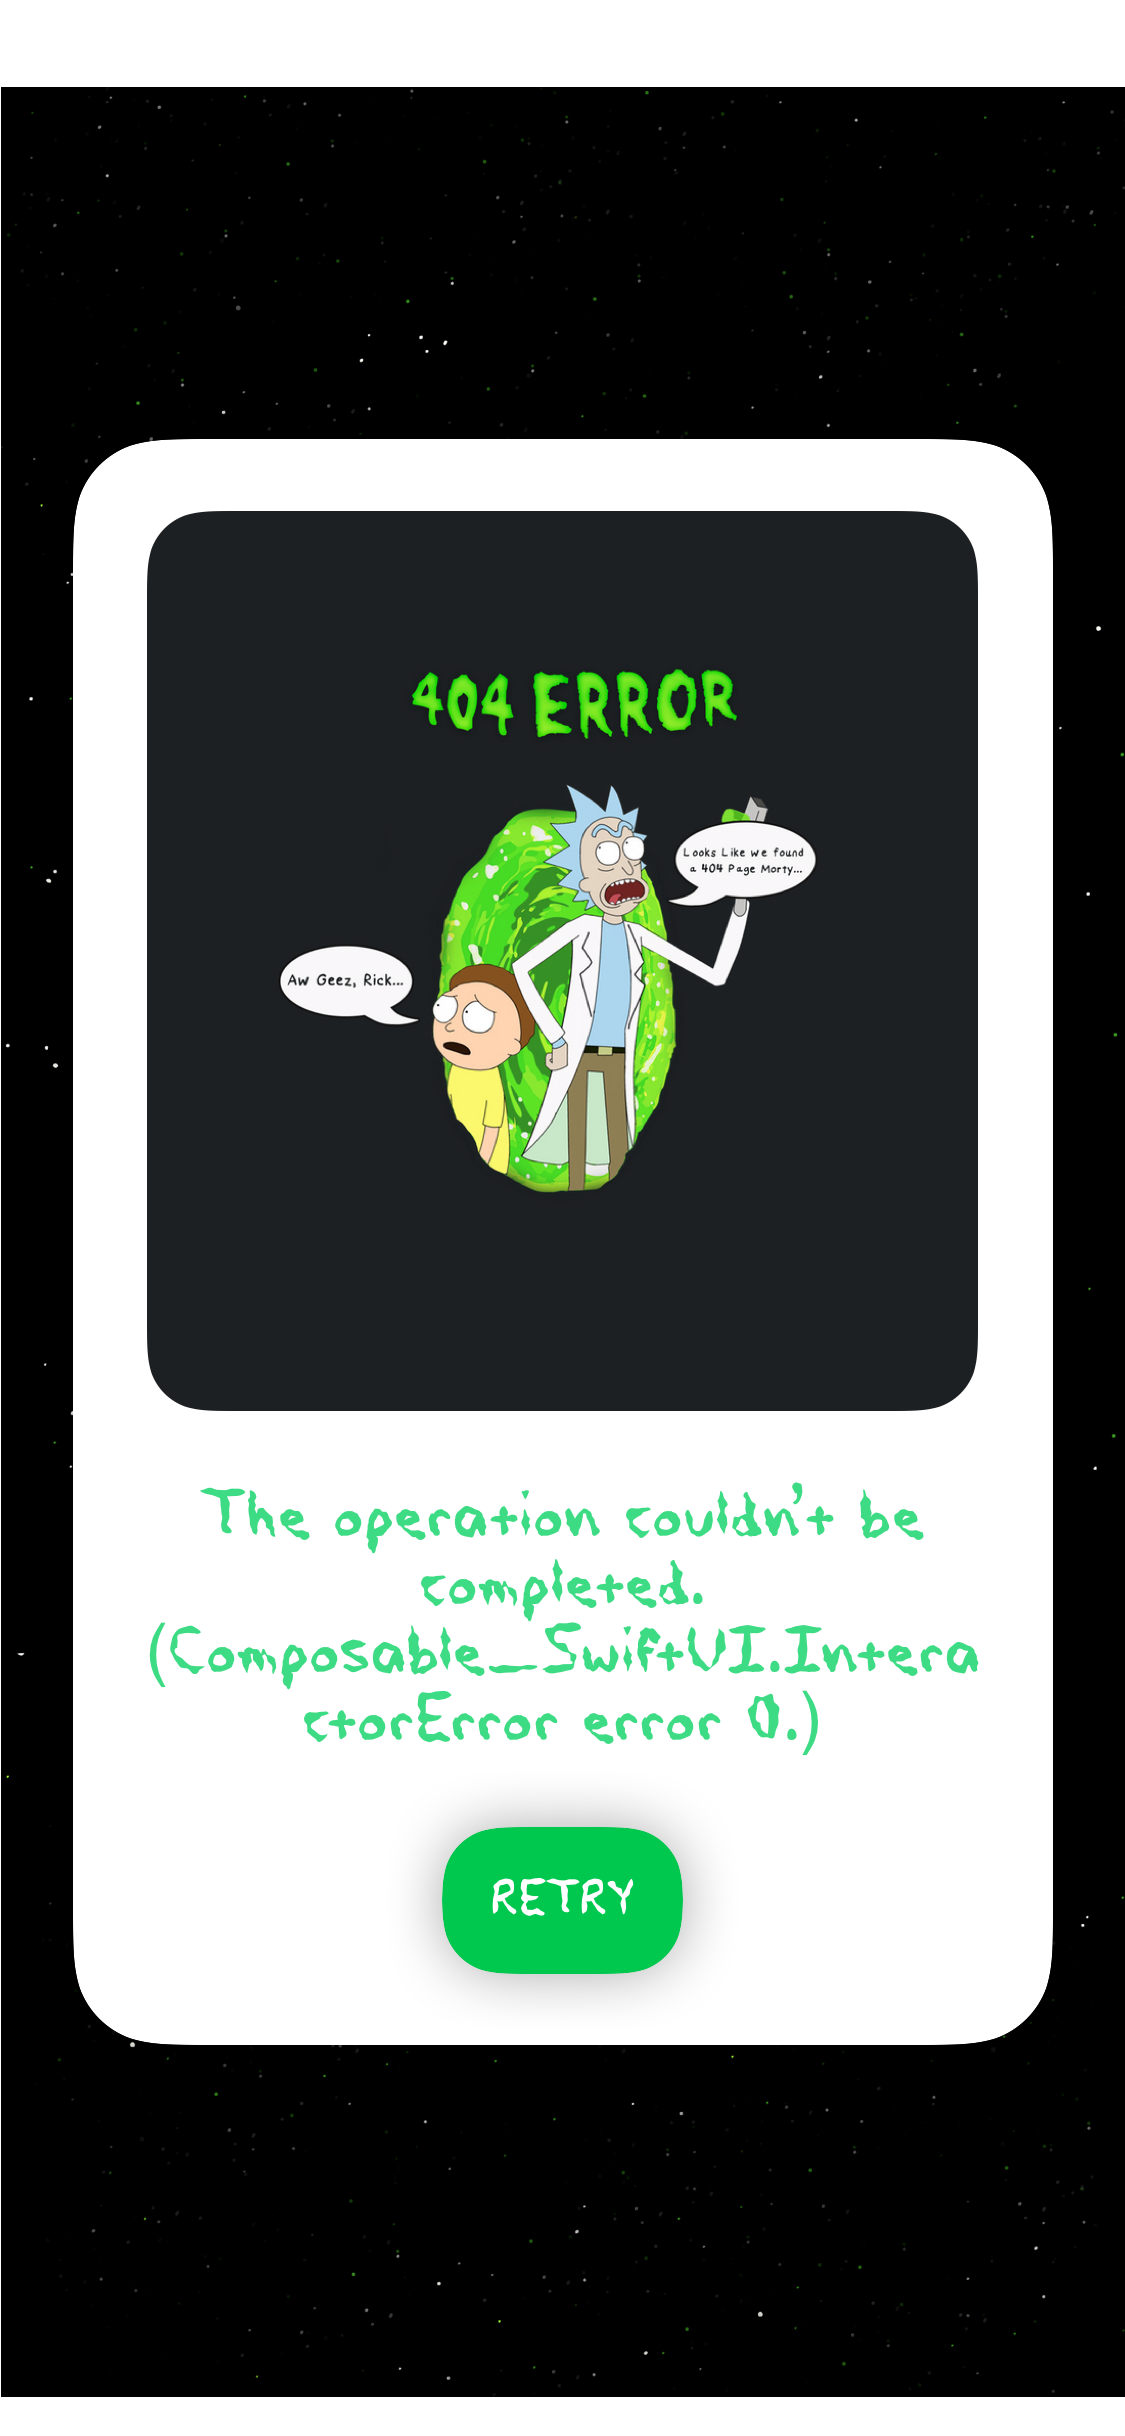 404 ERROR
Looks Like we found
a 404 Page Morty...
Aw Geez, Rick...
The operation couldn't be
completed.
(Composable_SwiftUI.Intera
ctorError error 0.)
RETRY